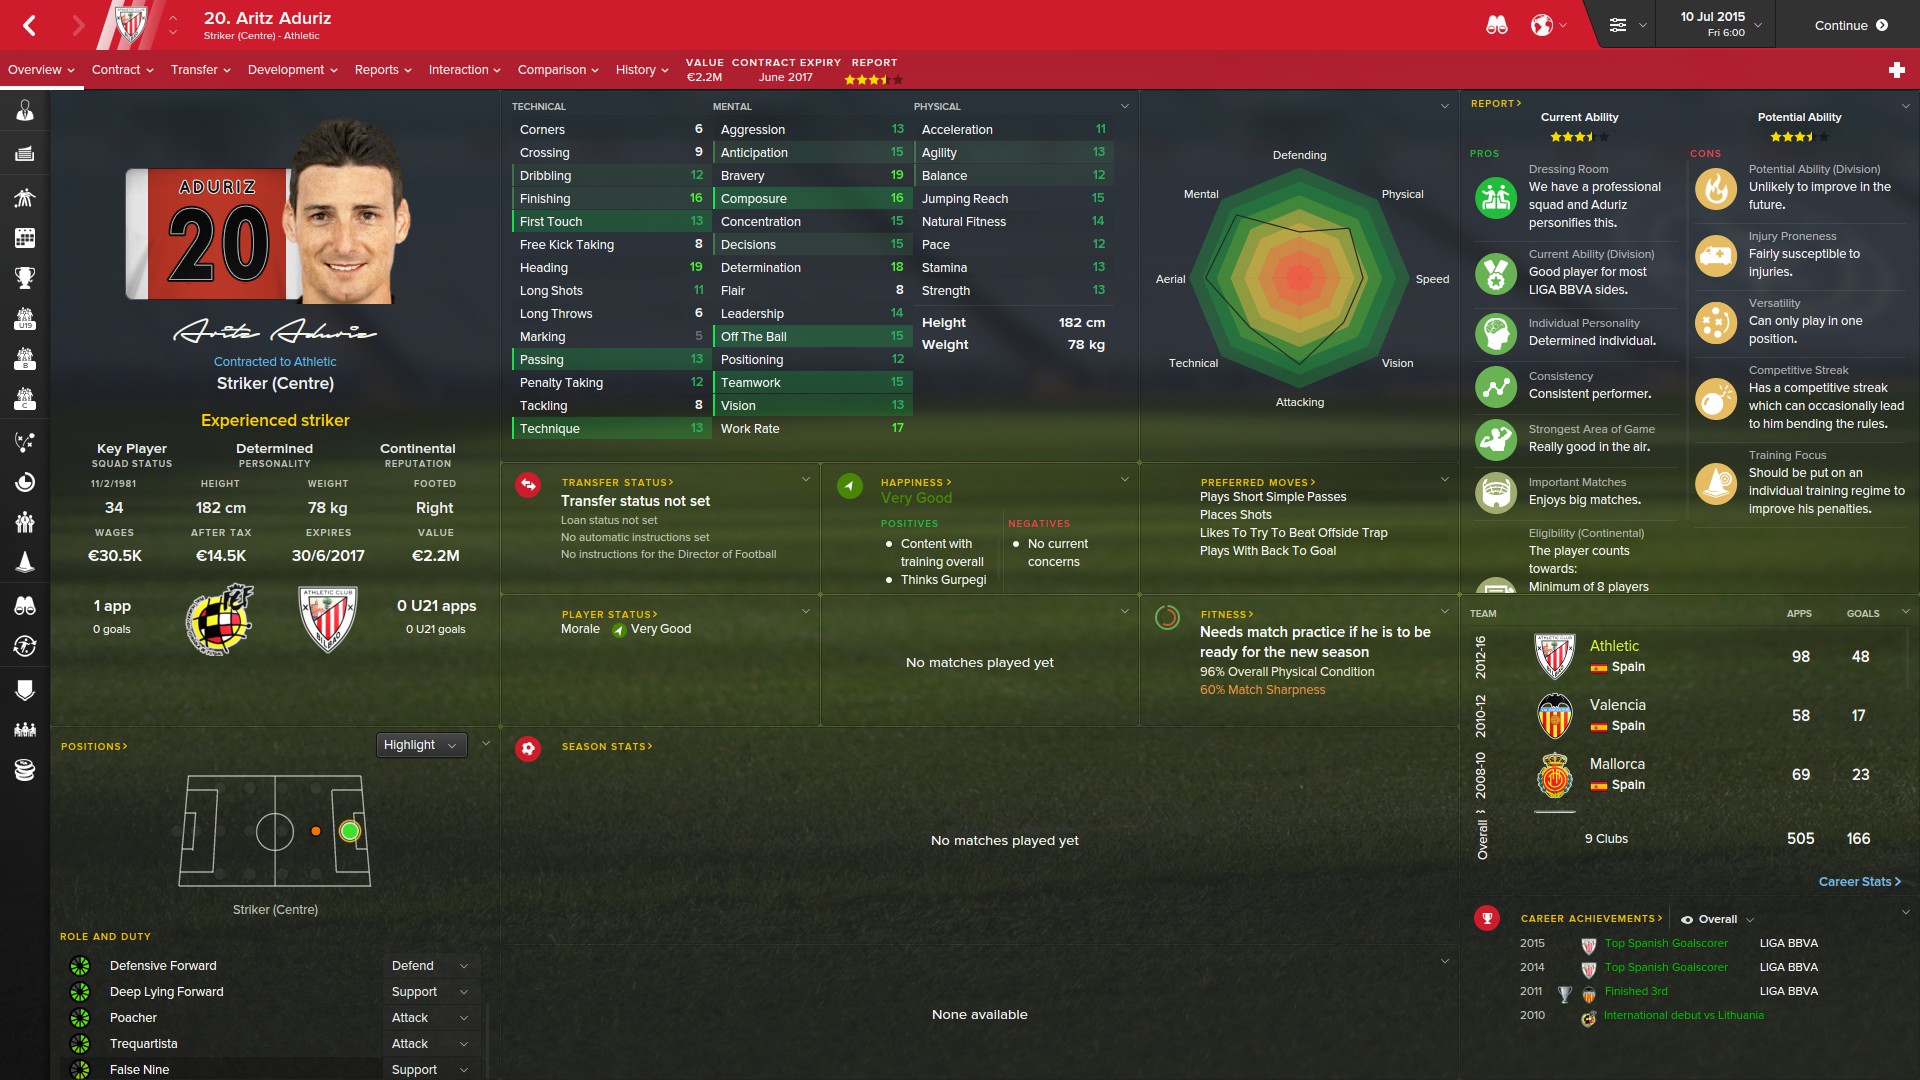 20. Aritz Aduriz
Striker (Centre) - Athletic
10 Jul 2015
Fri 6:00
Continue
Overview
Contract
Transfer
Development
Reports
Interaction
Comparison
History
VALUE
€2.2M
CONTRACT EXPIRY
June 2017
REPORT
U19
B
C
ADURIZ
20
Aritz Aduriz
Contracted to Athletic
Striker (Centre)
Experienced striker
Key Player
SQUAD STATUS
Determined
PERSONALITY
Continental
REPUTATION
11/2/1981 HEIGHT WEIGHT FOOTED
34 182 cm 78 kg Right
WAGES AFTER TAX EXPIRES VALUE
€30.5K €14.5K 30/6/2017 €2.2M
1 app
0 goals
ATHLETIC CLUB
0 U21 apps
0 U21 goals
TECHNICAL
Corners 6
Crossing 9
Dribbling 12
Finishing 16
First Touch 13
Free Kick Taking 8
Heading 19
Long Shots 11
Long Throws 6
Marking 5
Passing 13
Penalty Taking 12
Tackling 8
Technique 13
MENTAL
Aggression 13
Anticipation 15
Bravery 19
Composure 16
Concentration 15
Decisions 15
Determination 18
Flair 8
Leadership 14
Off The Ball 15
Positioning 12
Teamwork 15
Vision 13
Work Rate 17
PHYSICAL
Acceleration 11
Agility 13
Balance 12
Jumping Reach 15
Natural Fitness 14
Pace 12
Stamina 13
Strength 13
Height 182 cm
Weight 78 kg
Defending
Mental
Physical
Aerial
Speed
Technical
Vision
Attacking
REPORT>
Current Ability
Potential Ability
PROS
Dressing Room
We have a professional
squad and Aduriz
personifies this.
Current Ability (Division)
Good player for most
LIGA BBVA sides.
Individual Personality
Determined individual.
Consistency
Consistent performer.
Strongest Area of Game
Really good in the air.
Important Matches
Enjoys big matches.
Eligibility (Continental)
The player counts
towards:
Minimum of 8 players
CONS
Potential Ability (Division)
Unlikely to improve in the
future.
Injury Proneness
Fairly susceptible to
injuries.
Versatility
Can only play in one
position.
Competitive Streak
Has a competitive streak
which can occasionally lead
to him bending the rules.
Training Focus
Should be put on an
individual training regime to
improve his penalties.
TRANSFER STATUS>
Transfer status not set
Loan status not set
No automatic instructions set
No instructions for the Director of Football
HAPPINESS>
Very Good
POSITIVES
Content with
training overall
Thinks Gurpegi
NEGATIVES
No current
concerns
PREFERRED MOVES>
Plays Short Simple Passes
Places Shots
Likes To Try To Beat Offside Trap
Plays With Back To Goal
PLAYER STATUS>
Morale Very Good
No matches played yet
FITNESS>
Needs match practice if he is to be
ready for the new season
96% Overall Physical Condition
60% Match Sharpness
TEAM APPS GOALS
2012-16 Athletic 98 48
Spain
2010-12 Valencia 58 17
Spain
2008-10 Mallorca 69 23
Spain
Overall 9 Clubs 505 166
Career Stats >
POSITIONS>
Highlight
Striker (Centre)
ROLE AND DUTY
Defensive Forward Defend
Deep Lying Forward Support
Poacher Attack
Trequartista Attack
False Nine Support
SEASON STATS>
No matches played yet
None available
CAREER ACHIEVEMENTS>
Overall
2015 Top Spanish Goalscorer LIGA BBVA
2014 Top Spanish Goalscorer LIGA BBVA
2011 Finished 3rd LIGA BBVA
2010 International debut vs Lithuania